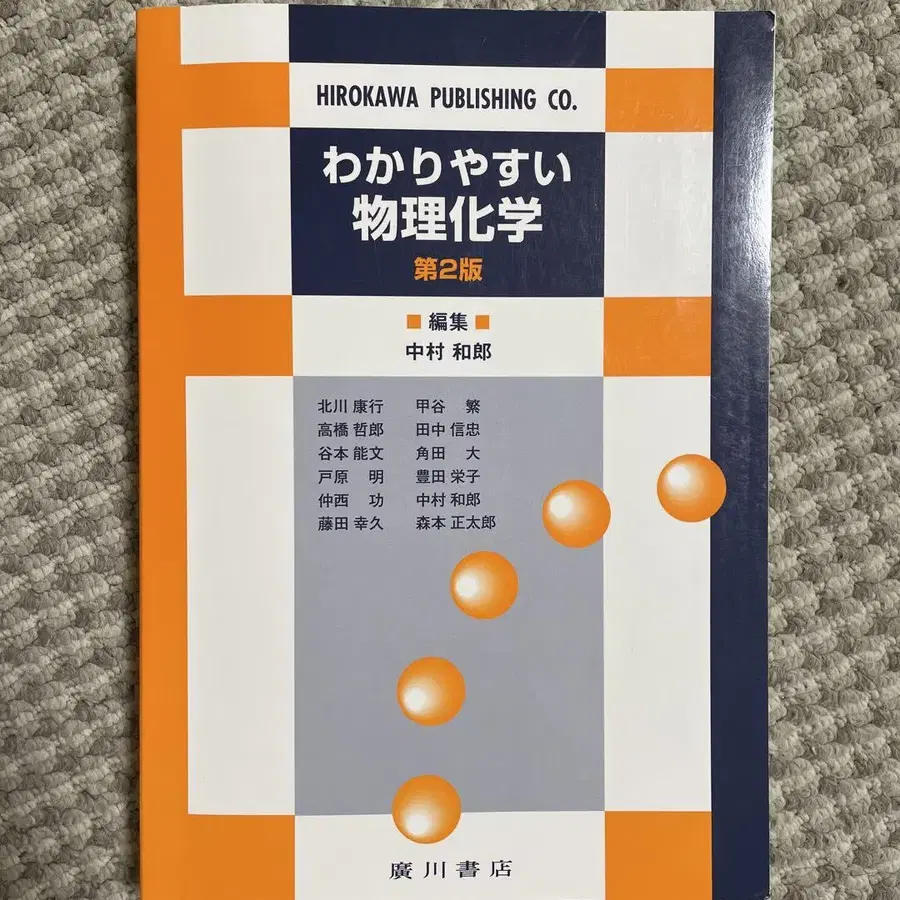 HIROKAWA PUBLISHING CO.
わかりやすい
物理化学
第2版
■ 編集 ■
中村 和郎
北川 康行 甲谷 繁
高橋 哲郎 田中 信忠
谷本 能文 角田 大
戸原 明 豊田 栄子
仲西 功 中村 和郎
藤田 幸久 森本 正太郎
廣川書店